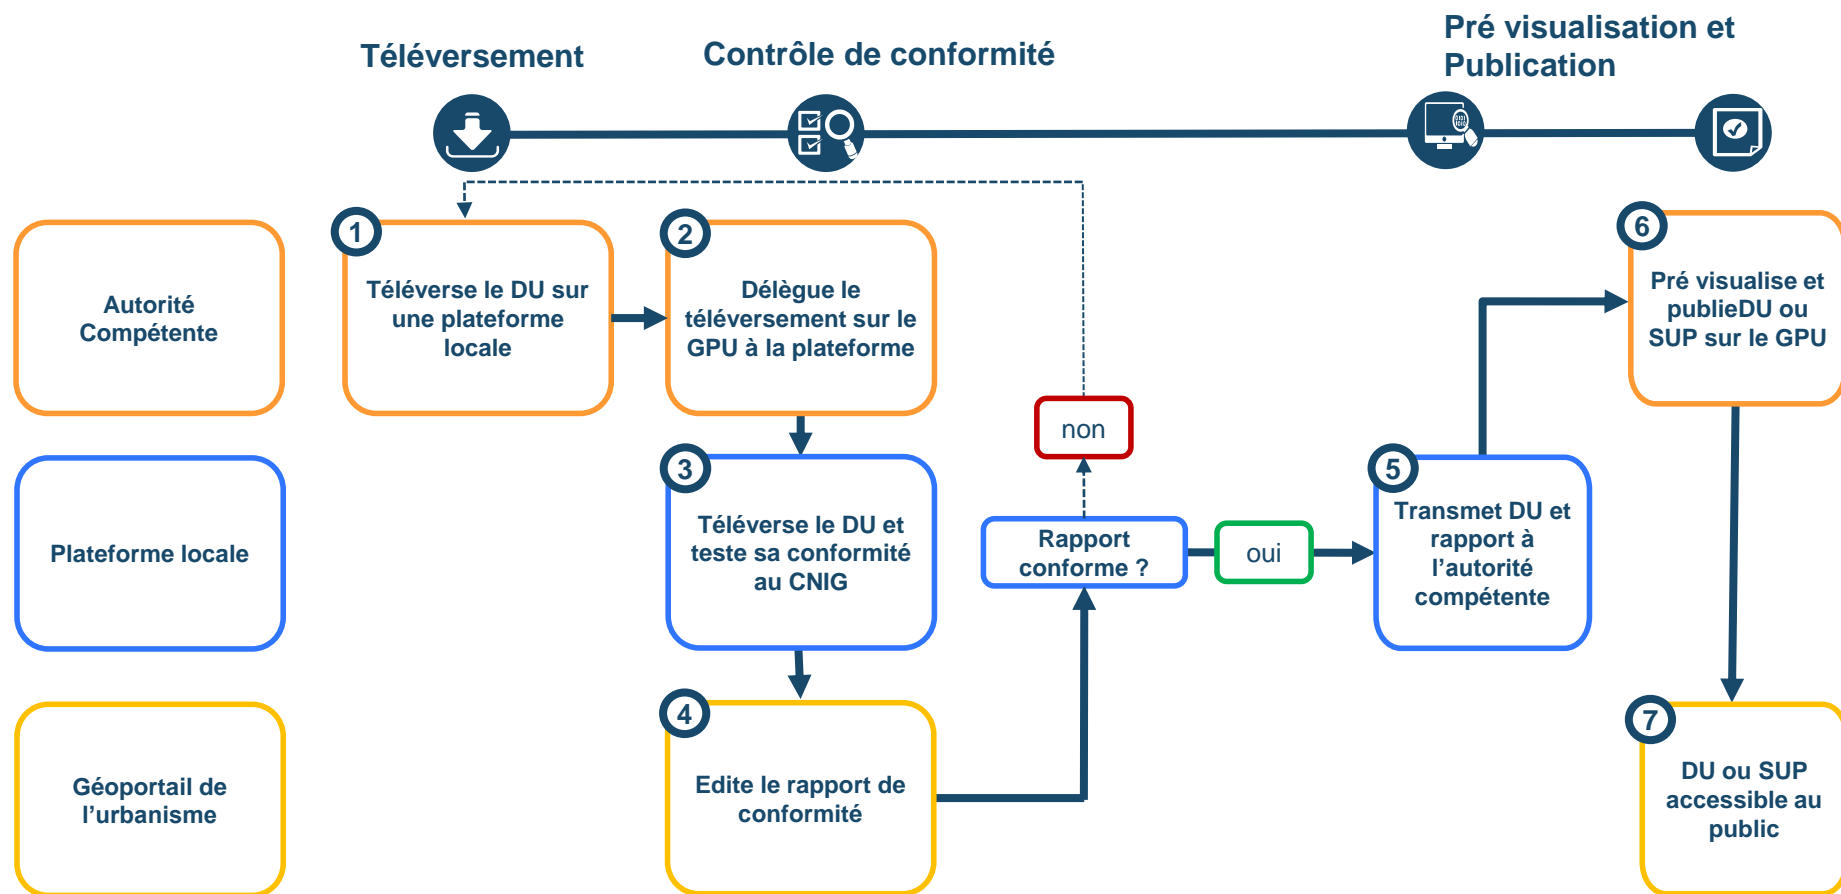 Téléversement
Contrôle de conformité
Pré visualisation et
Publication
0101
1010
Autorité
Compétente
1
Téléverse le DU sur
une plateforme
locale
2
Délègue le
téléversement sur le
GPU à la plateforme
6
Pré visualise et
publieDU ou
SUP sur le GPU
non
Plateforme locale
3
Téléverse le DU et
teste sa conformité
au CNIG
Rapport
conforme ?
oui
5
Transmet DU et
rapport à
l’autorité
compétente
Géoportail de
l’urbanisme
4
Edite le rapport de
conformité
7
DU ou SUP
accessible au
public